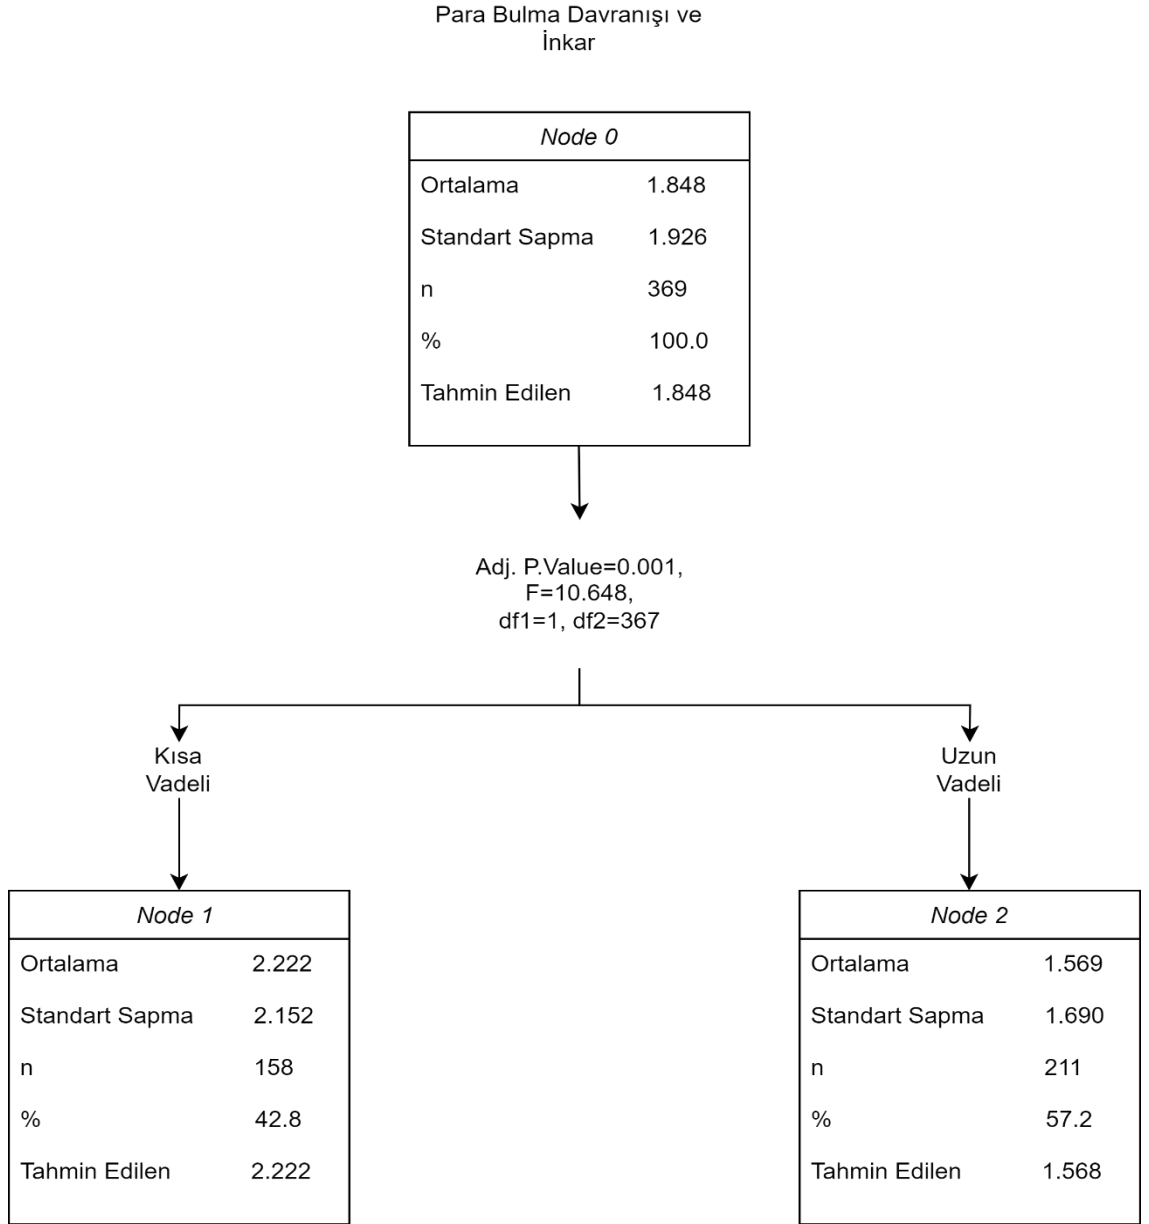 Para Bulma Davranışı ve
İnkar
Node 0
Ortalama 1.848
Standart Sapma 1.926
n 369
% 100.0
Tahmin Edilen 1.848
Adj. P.Value=0.001,
F=10.648,
df1=1, df2=367
Kısa
Vadeli
Uzun
Vadeli
Node 1
Ortalama 2.222
Standart Sapma 2.152
n 158
% 42.8
Tahmin Edilen 2.222
Node 2
Ortalama 1.569
Standart Sapma 1.690
n 211
% 57.2
Tahmin Edilen 1.568